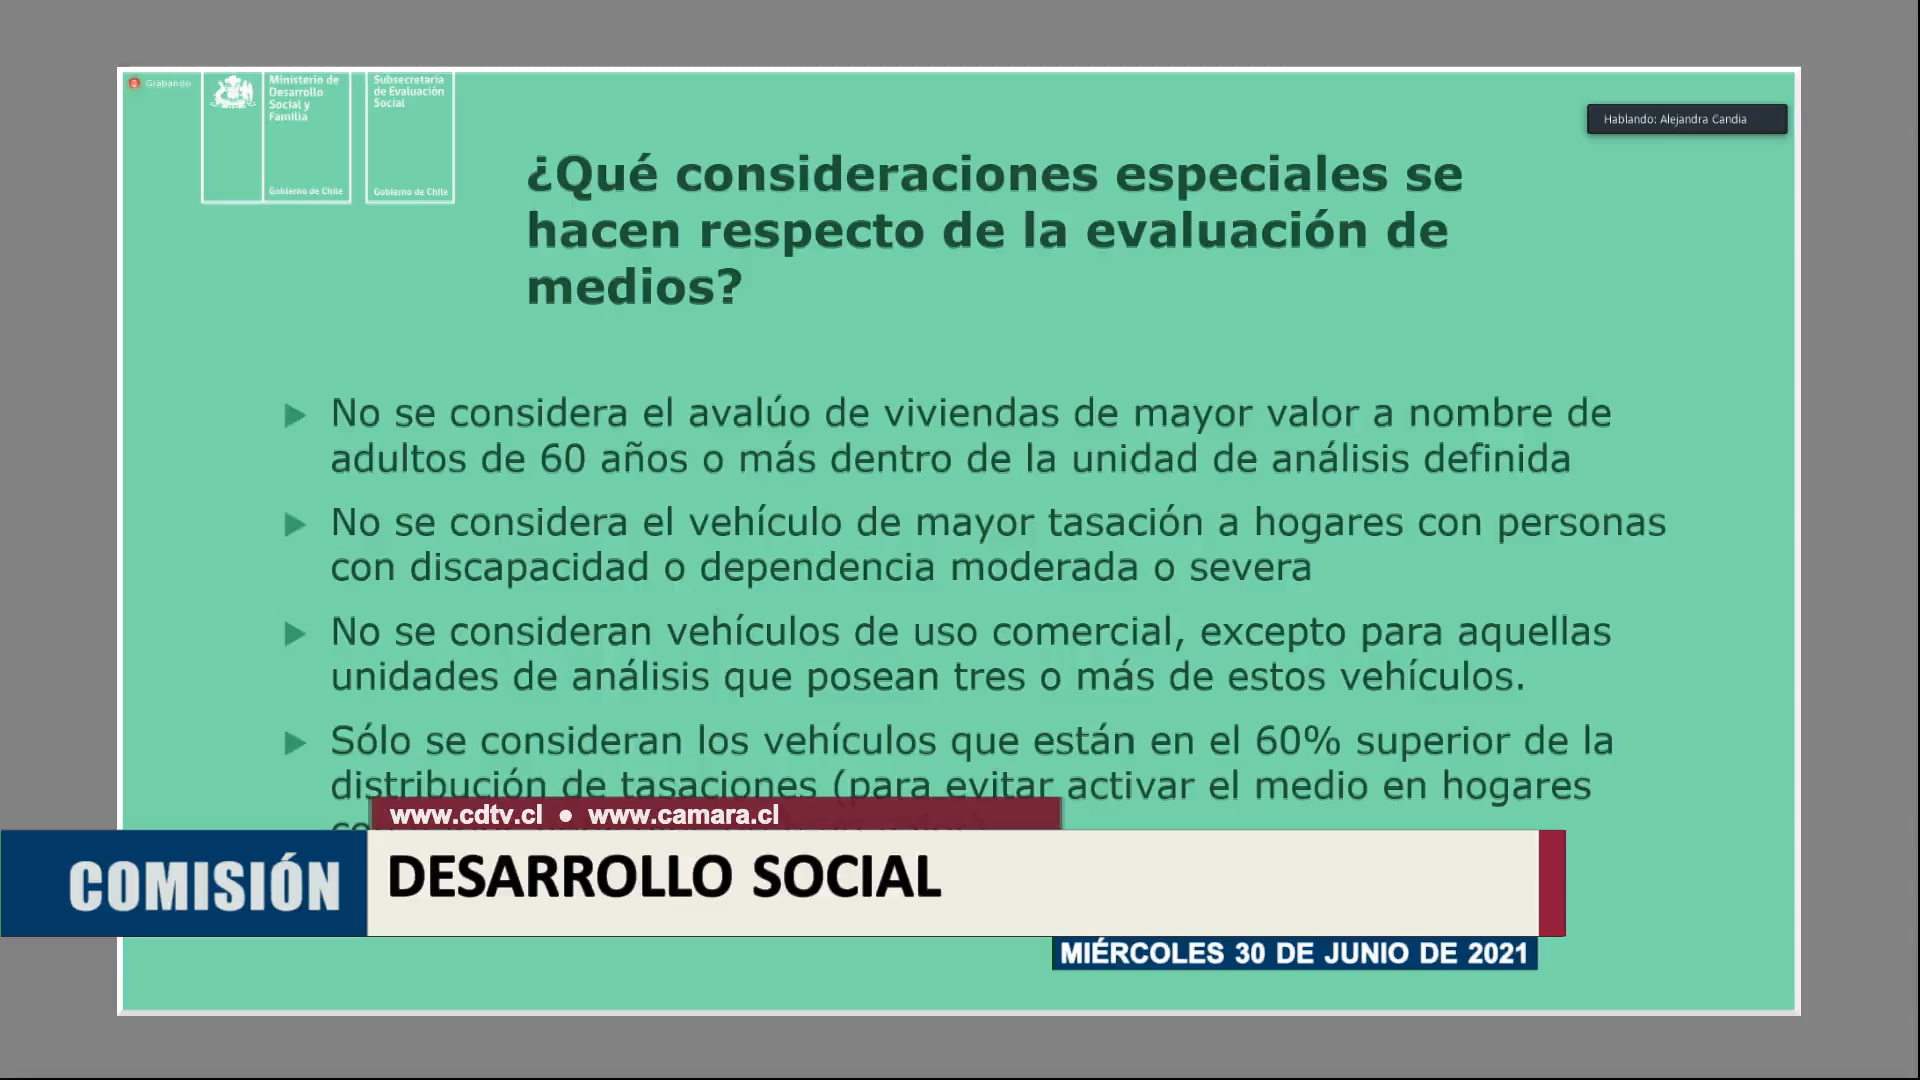 Grabando
Ministerio de
Desarrollo
Social y
Familia
Gobierno de Chile
Subsecretaría
de Evaluación
Social
Gobierno de Chile
Hablando: Alejandra Candia
¿Qué consideraciones especiales se
hacen respecto de la evaluación de
medios?
No se considera el avalúo de viviendas de mayor valor a nombre de
adultos de 60 años o más dentro de la unidad de análisis definida
No se considera el vehículo de mayor tasación a hogares con personas
con discapacidad o dependencia moderada o severa
No se consideran vehículos de uso comercial, excepto para aquellas
unidades de análisis que posean tres o más de estos vehículos.
Sólo se consideran los vehículos que están en el 60% superior de la
distribución de tasaciones (para evitar activar el medio en hogares
www.cdtv.cl ● www.camara.cl
COMISIÓN
DESARROLLO SOCIAL
MIÉRCOLES 30 DE JUNIO DE 2021